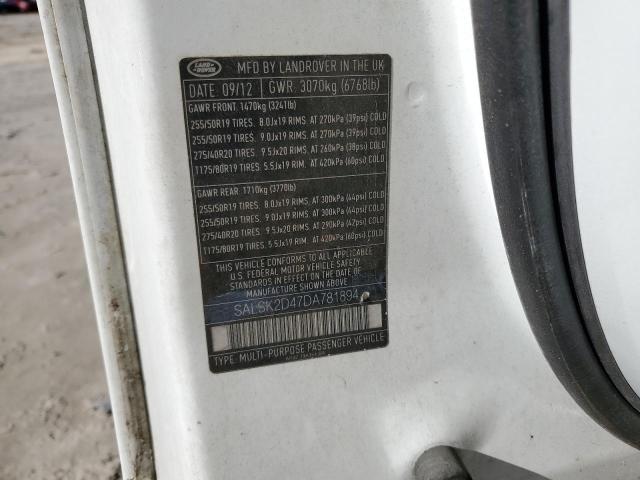 LAND ROVER
MFD BY LANDROVER IN THE UK
DATE 09/12 GWR: 3070kg (6768lb)
GAWR FRONT: 1470kg (3241lb)
255/50R19 TIRES. 8.0Jx19 RIMS. AT 270kPa (39psi) COLD
255/50R19 TIRES. 9.0Jx19 RIMS. AT 270kPa (39psi) COLD
275/40R20 TIRES. 9.5Jx20 RIMS. AT 260kPa (38psi) COLD
T175/80R19 TIRES. 5.5Jx19 RIMS. AT 420kPa (60psi) COLD
GAWR REAR: 1710kg (3770lb)
255/50R19 TIRES. 8.0Jx19 RIMS. AT 300kPa (44psi) COLD
255/50R19 TIRES. 9.0Jx19 RIMS. AT 300kPa (44psi) COLD
275/40R20 TIRES. 9.5Jx20 RIMS. AT 290kPa (42psi) COLD
T175/80R19 TIRES. 5.5Jx19 RIMS. AT 420kPa (60psi) COLD
THIS VEHICLE CONFORMS TO ALL APPLICABLE
U.S. FEDERAL MOTOR VEHICLE SAFETY
STANDARDS IN EFFECT ON THE DATE OF
MANUFACTURE SHOWN ABOVE
SALSK2D47DA781894
TYPE: MULTI-PURPOSE PASSENGER VEHICLE